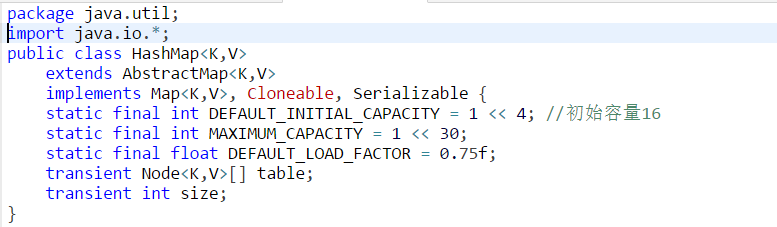 package java.util;
import java.io.*;
public class HashMap<K,V>
    extends AbstractMap<K,V>
    implements Map<K,V>, Cloneable, Serializable {
    static final int DEFAULT_INITIAL_CAPACITY = 1 << 4; //初始容量16
    static final int MAXIMUM_CAPACITY = 1 << 30;
    static final float DEFAULT_LOAD_FACTOR = 0.75f;
    transient Node<K,V>[] table;
    transient int size;
}